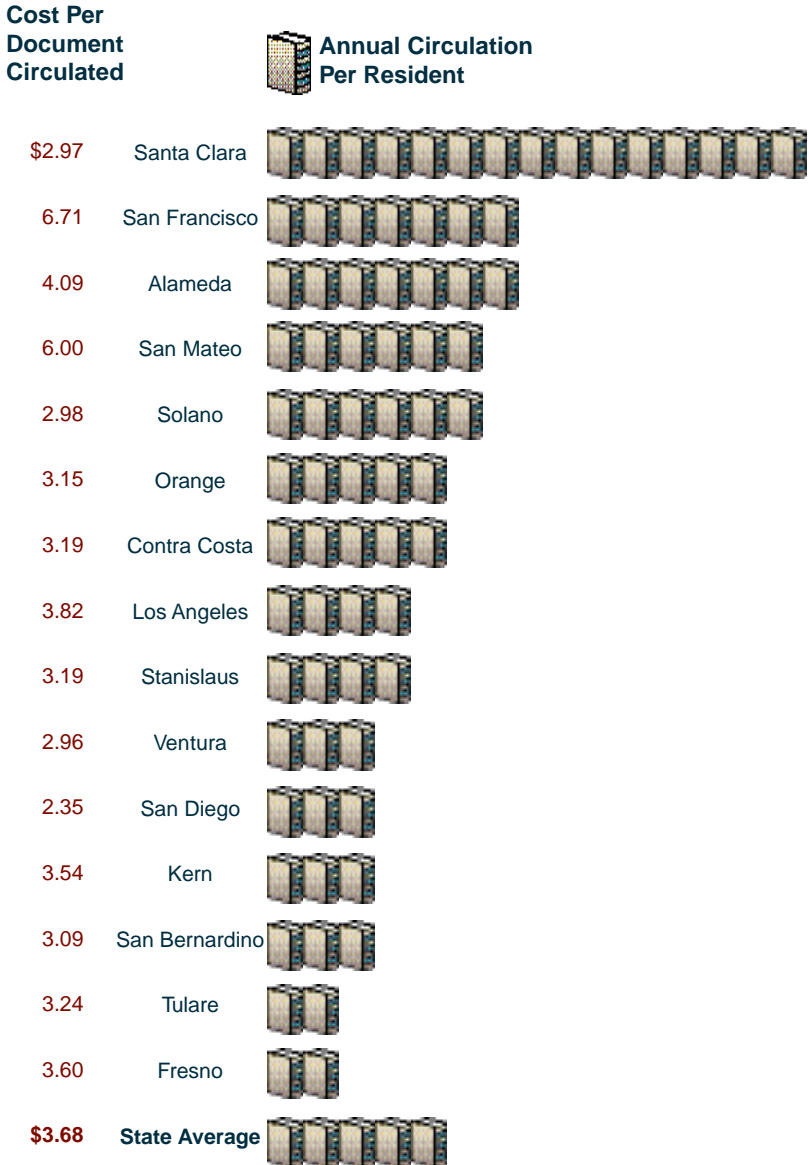 Cost Per
Document
Circulated
Annual Circulation
Per Resident
$2.97 Santa Clara
6.71 San Francisco
4.09 Alameda
6.00 San Mateo
2.98 Solano
3.15 Orange
3.19 Contra Costa
3.82 Los Angeles
3.19 Stanislaus
2.96 Ventura
2.35 San Diego
3.54 Kern
3.09 San Bernardino
3.24 Tulare
3.60 Fresno
$3.68 State Average